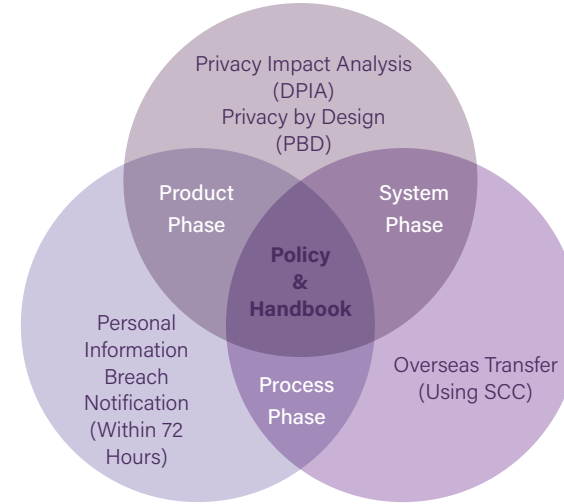 Privacy Impact Analysis
(DPIA)
Privacy by Design
(PBD)
Product
Phase
System
Phase
Policy
&
Handbook
Personal
Information
Breach
Notification
(Within 72
Hours)
Process
Phase
Overseas Transfer
(Using SCC)